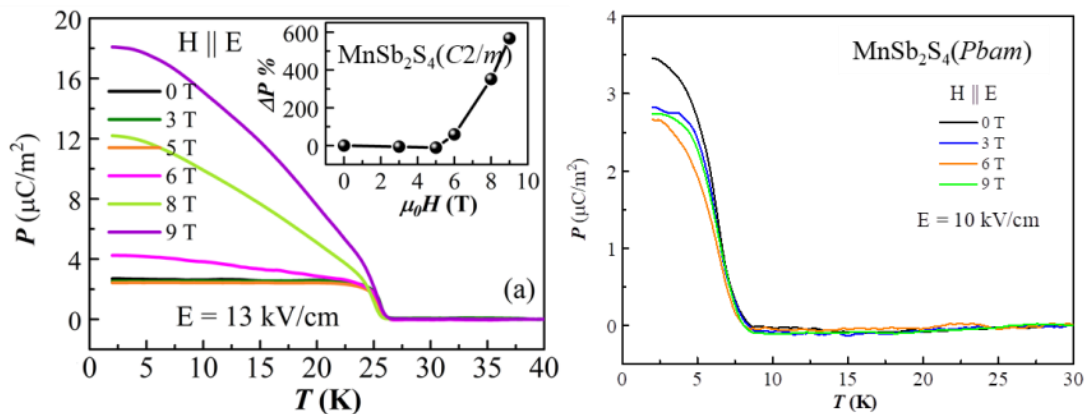 20
16
12
8
4
0
P (μC/m²)
H || E
0 T
3 T
5 T
6 T
8 T
9 T
E = 13 kV/cm
(a)
0 5 10 15 20 25 30 35 40
T (K)
600
400
200
0
ΔP %
MnSb₂S₄(C2/m)
0 2 4 6 8 10
μ₀H (T)
4
3
2
1
0
P (μC/m²)
MnSb₂S₄(Pbam)
H || E
0 T
3 T
6 T
9 T
E = 10 kV/cm
0 5 10 15 20 25 30
T (K)